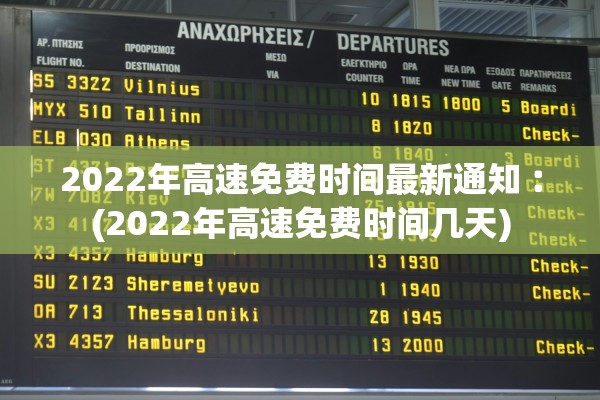 ΑΝΑΧΩΡΗΣΕΙΣ / DEPARTURES
ΑΡ. ΠΤΗΣΗΣ ΠΡΟΟΡΙΣΜΟΣ ΜΕΣΩ ΕΛΕΓΚΤΗΡΙΟ ΩΡΑ ΝΕΑ ΩΡΑ ΕΞΟΔΟΣ ΠΑΡΑΤΗΡΗΣΕΙΣ
FLIGHT NO. DESTINATION VIA COUNTER TIME NEW TIME GATE REMARKS
S5 3322 Vilnius 10 1815 1800 5 Boardi
MYX 510 Tallinn 8 1820 Check-
ELB 030 Athens 6 1840 3 Boardi
2022年高速免费时间最新通知：
(2022年高速免费时间几天)
7W 7082 Kiev
X3 4357 Hamburg 13 1930 Check-
SU 2123 Sheremetyevo 1 1940 Check-
OA 713 Thessaloniki 28 1945
X3 4357 Hamburg 13 2000 Check-